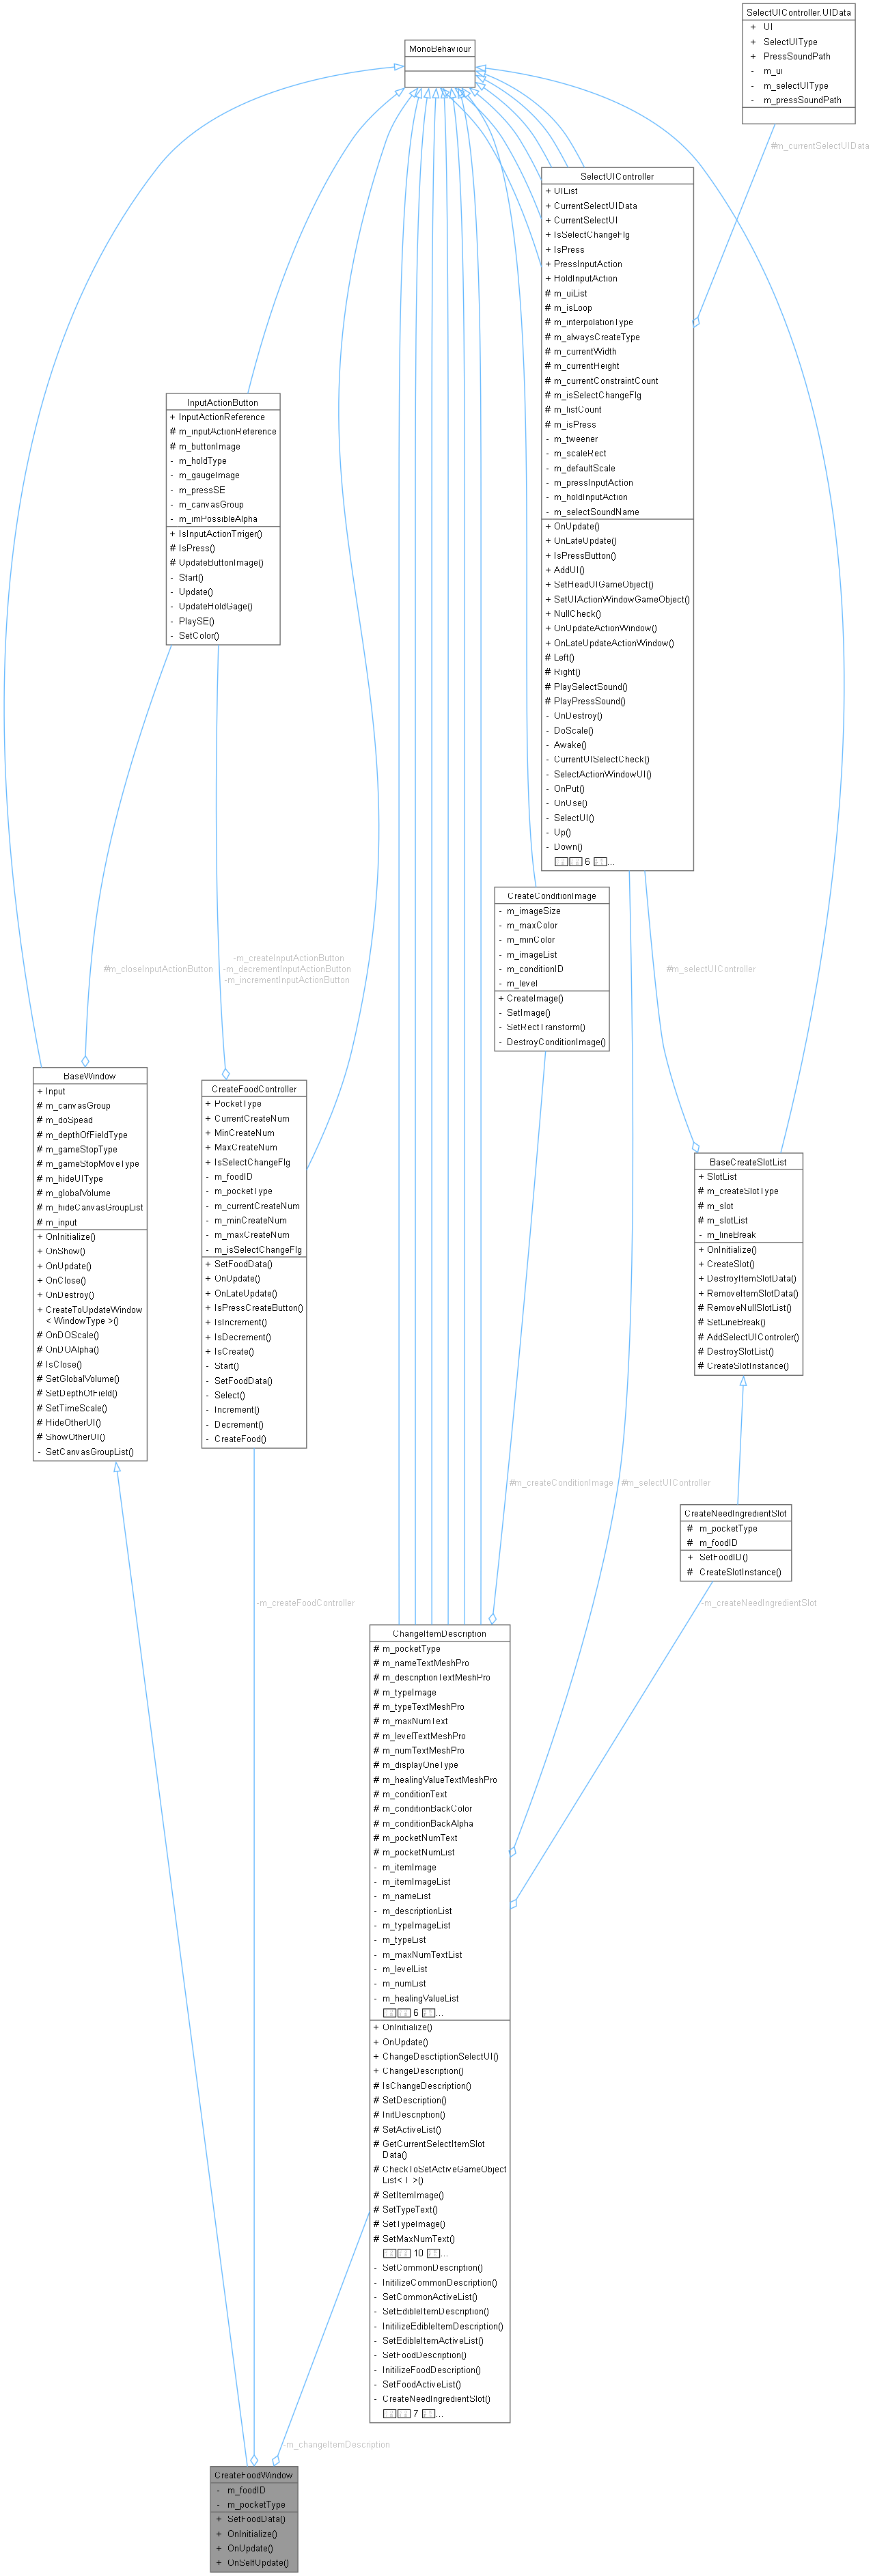 SelectUIController.UIData
+ UI
+ SelectUIType
+ PressSoundPath
- m_ui
- m_selectUIType
- m_pressSoundPath
MonoBehaviour
#m_currentSelectUIData
SelectUIController
+ UIList
+ CurrentSelectUIData
+ CurrentSelectUI
+ IsSelectChangeFlg
+ IsPress
+ PressInputAction
+ HoldInputAction
# m_uiList
# m_isLoop
# m_interpolationType
# m_alwaysCreateType
# m_currentWidth
# m_currentHeight
# m_currentConstraintCount
# m_isSelectChangeFlg
# m_listCount
# m_isPress
- m_tweener
- m_scaleRect
- m_defaultScale
- m_pressInputAction
- m_holdInputAction
- m_selectSoundName
+ OnUpdate()
+ OnLateUpdate()
+ IsPressButton()
+ AddUI()
+ SetHeadUIGameObject()
+ SetUIActionWindowGameObject()
+ NullCheck()
+ OnUpdateActionWindow()
+ OnLateUpdateActionWindow()
# Left()
# Right()
# PlaySelectSound()
# PlayPressSound()
- OnDestroy()
- DoScale()
- Awake()
- CurrentUISelectCheck()
- SelectActionWindowUI()
- OnPut()
- OnUse()
- SelectUI()
- Up()
- Down()
6 ...
InputActionButton
+ InputActionReference
# m_inputActionReference
# m_buttonImage
- m_holdType
- m_gaugeImage
- m_pressSE
- m_canvasGroup
- m_imPossibleAlpha
+ IsInputActionTrriger()
# IsPress()
# UpdateButtonImage()
- Start()
- Update()
- UpdateHoldGage()
- PlaySE()
- SetColor()
CreateConditionImage
- m_imageSize
- m_maxColor
- m_minColor
- m_imageList
- m_conditionID
- m_level
+ CreateImage()
- SetImage()
- SetRectTransform()
- DestroyConditionImage()
#m_closeInputActionButton
-m_createInputActionButton
-m_decrementInputActionButton
-m_incrementInputActionButton
#m_selectUIController
BaseWindow
+ Input
# m_canvasGroup
# m_doSpead
# m_depthOfFieldType
# m_gameStopType
# m_gameStopMoveType
# m_hideUIType
# m_globalVolume
# m_hideCanvasGroupList
# m_input
+ OnInitialize()
+ OnShow()
+ OnUpdate()
+ OnClose()
+ OnDestroy()
+ CreateToUpdateWindow
< WindowType >()
# OnDOScale()
# OnDOAlpha()
# IsClose()
# SetGlobalVolume()
# SetDepthOfField()
# SetTimeScale()
# HideOtherUI()
# ShowOtherUI()
- SetCanvasGroupList()
CreateFoodController
+ PocketType
+ CurrentCreateNum
+ MinCreateNum
+ MaxCreateNum
+ IsSelectChangeFlg
- m_foodID
- m_pocketType
- m_currentCreateNum
- m_minCreateNum
- m_maxCreateNum
- m_isSelectChangeFlg
+ SetFoodData()
+ OnUpdate()
+ OnLateUpdate()
+ IsPressCreateButton()
+ IsIncrement()
+ IsDecrement()
+ IsCreate()
- Start()
- SetFoodData()
- Select()
- Increment()
- Decrement()
- CreateFood()
BaseCreateSlotList
+ SlotList
# m_createSlotType
# m_slot
# m_slotList
- m_lineBreak
+ OnInitialize()
+ CreateSlot()
+ DestroyItemSlotData()
+ RemoveItemSlotData()
# RemoveNullSlotList()
# SetLineBreak()
# AddSelectUIControler()
# DestroySlotList()
# CreateSlotInstance()
#m_createConditionImage
#m_selectUIController
CreateNeedIngredientSlot
# m_pocketType
# m_foodID
+ SetFoodID()
# CreateSlotInstance()
-m_createFoodController
-m_createNeedIngredientSlot
ChangeItemDescription
# m_pocketType
# m_nameTextMeshPro
# m_descriptionTextMeshPro
# m_typeImage
# m_typeTextMeshPro
# m_maxNumText
# m_levelTextMeshPro
# m_numTextMeshPro
# m_displayOneType
# m_healingValueTextMeshPro
# m_conditionText
# m_conditionBackColor
# m_conditionBackAlpha
# m_pocketNumText
# m_pocketNumList
- m_itemImage
- m_itemImageList
- m_nameList
- m_descriptionList
- m_typeImageList
- m_typeList
- m_maxNumTextList
- m_levelList
- m_numList
- m_healingValueList
6 ...
+ OnInitialize()
+ OnUpdate()
+ ChangeDesctiptionSelectUI()
+ ChangeDescription()
# IsChangeDescription()
# SetDescription()
# InitDescription()
# SetActiveList()
# GetCurrentSelectItemSlot
Data()
# CheckToSetActiveGameObject
List< T >()
# SetItemImage()
# SetTypeText()
# SetTypeImage()
# SetMaxNumText()
10 ...
- SetCommonDescription()
- InitilizeCommonDescription()
- SetCommonActiveList()
- SetEdibleItemDescription()
- InitilizeEdibleItemDescription()
- SetEdibleItemActiveList()
- SetFoodDescription()
- InitilizeFoodDescription()
- SetFoodActiveList()
- CreateNeedIngredientSlot()
7 ...
-m_changeItemDescription
CreateFoodWindow
- m_foodID
- m_pocketType
+ SetFoodData()
+ OnInitialize()
+ OnUpdate()
+ OnSelfUpdate()